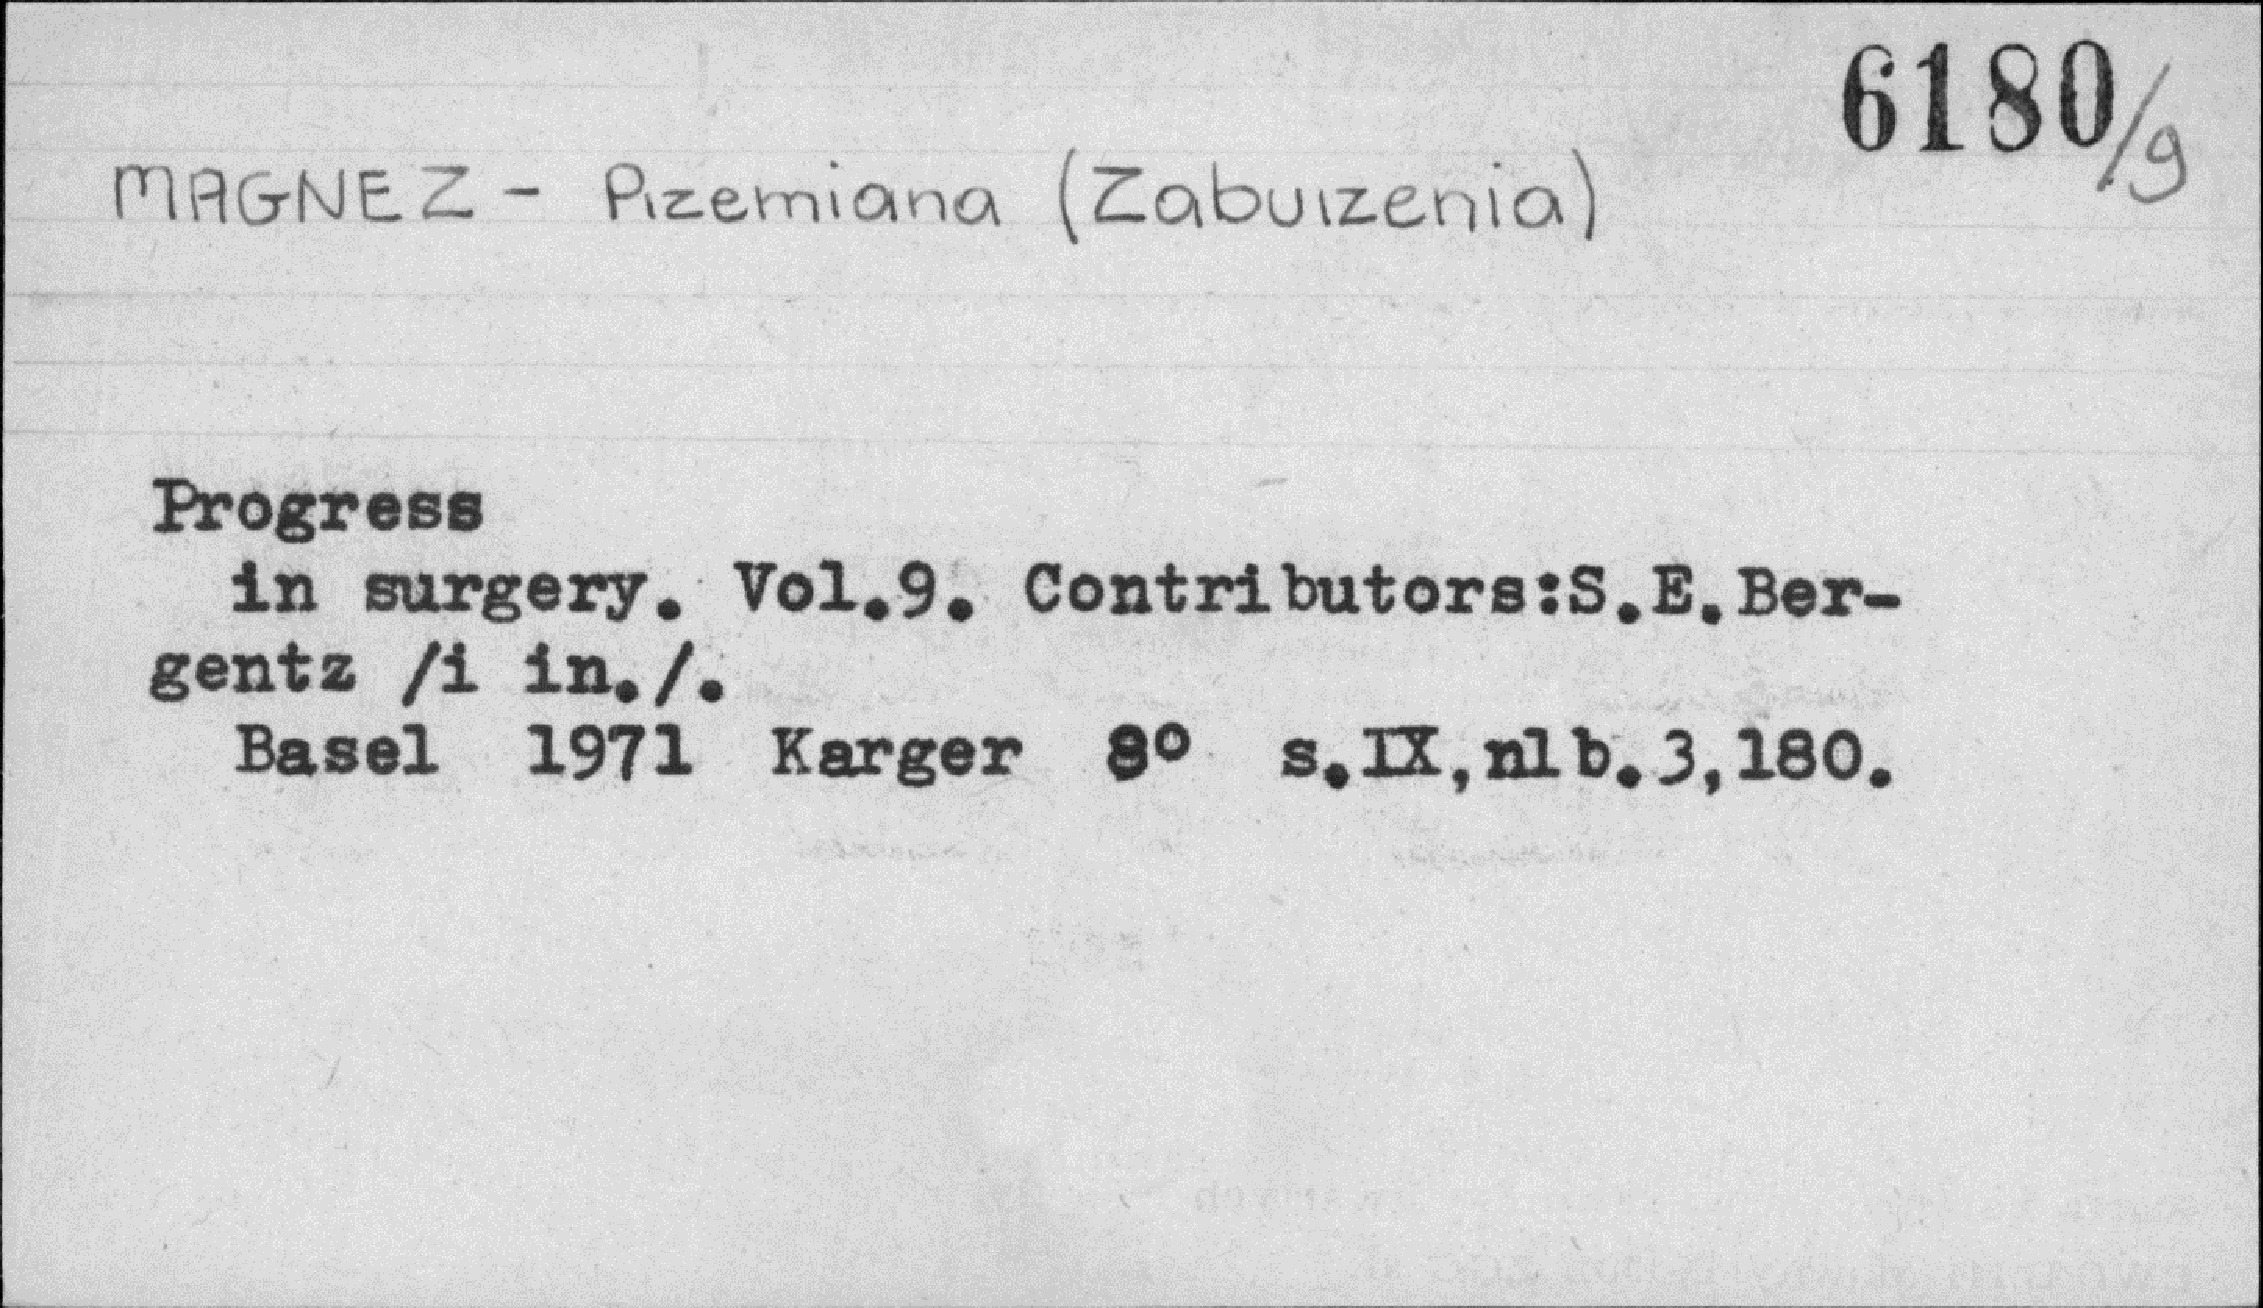 6180/9
MAGNEZ - Przemiana (Zaburzenia)
Progress
in surgery. Vol.9. Contributors:S.E.Ber-
gentz /i in./.
Basel 1971 Karger 8° s.IX,nlb.3,180.